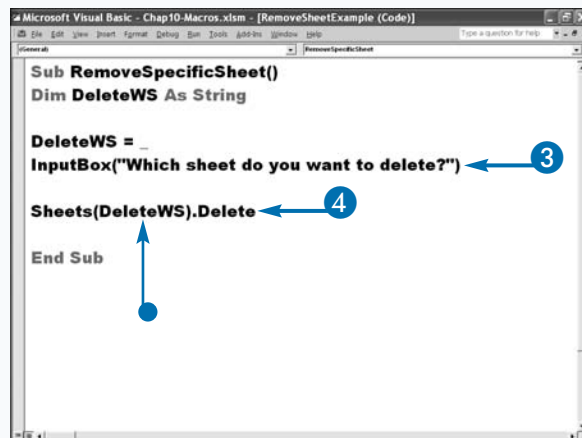 Microsoft Visual Basic - Chap10-Macros.xlsm - [RemoveSheetExample (Code)]
File Edit View Insert Format Debug Run Tools Add-Ins Window Help Type a question for help
(General) RemoveSpecificSheet
Sub RemoveSpecificSheet()
Dim DeleteWS As String
DeleteWS = _
InputBox("Which sheet do you want to delete?") 3
Sheets(DeleteWS).Delete 4
End Sub